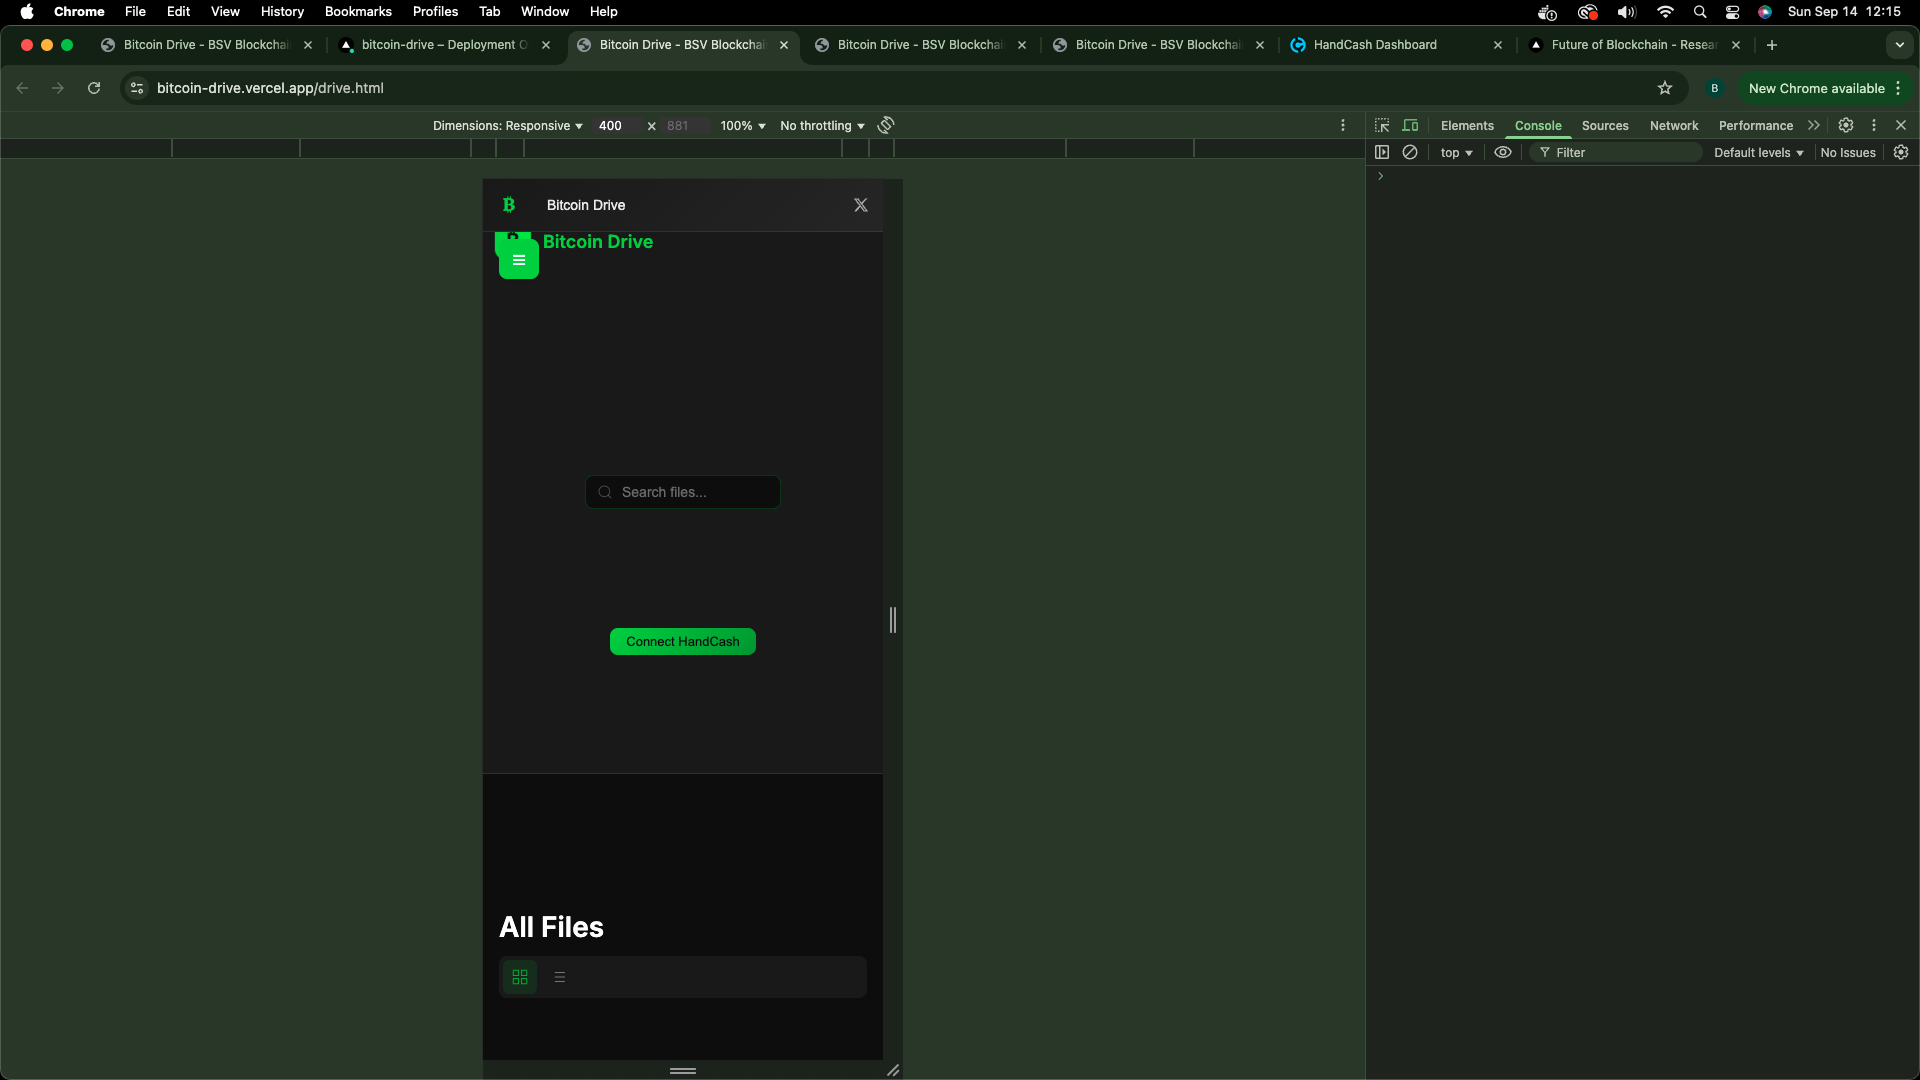 Chrome File Edit View History Bookmarks Profiles Tab Window Help Sun Sep 14 12:15
Bitcoin Drive - BSV Blockchai
bitcoin-drive – Deployment O
Bitcoin Drive - BSV Blockchai
Bitcoin Drive - BSV Blockchai
Bitcoin Drive - BSV Blockchai
HandCash Dashboard
Future of Blockchain - Resear
bitcoin-drive.vercel.app/drive.html
B
New Chrome available
Dimensions: Responsive 400 x 881 100% No throttling
Elements Console Sources Network Performance
top Filter Default levels No Issues
Bitcoin Drive
Bitcoin Drive
Search files...
Connect HandCash
All Files